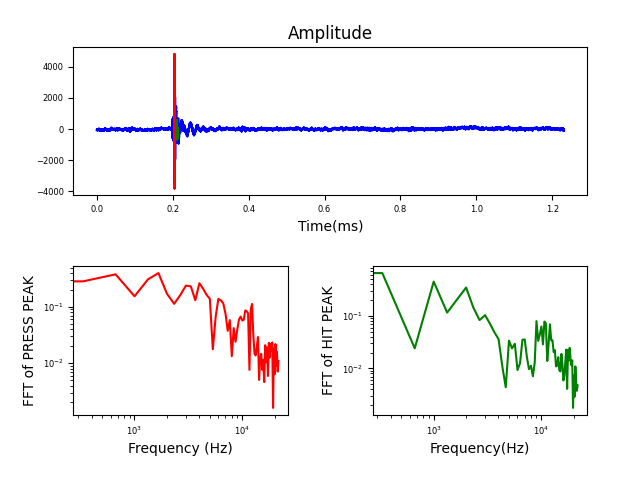 Amplitude
4000
2000
0
−2000
−4000
0.0 0.2 0.4 0.6 0.8 1.0 1.2
Time(ms)
FFT of PRESS PEAK
10⁻¹
10⁻²
10³ 10⁴
Frequency (Hz)
FFT of HIT PEAK
10⁻¹
10⁻²
10³ 10⁴
Frequency(Hz)